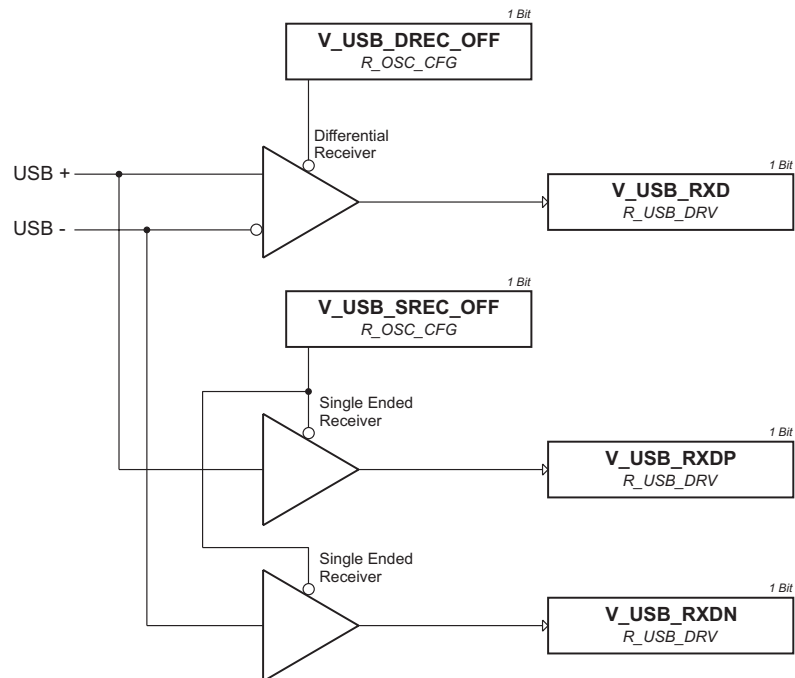 1 Bit
V_USB_DREC_OFF
R_OSC_CFG
Differential
Receiver
USB +
1 Bit
V_USB_RXD
R_USB_DRV
USB -
1 Bit
V_USB_SREC_OFF
R_OSC_CFG
Single Ended
Receiver
1 Bit
V_USB_RXDP
R_USB_DRV
Single Ended
Receiver
1 Bit
V_USB_RXDN
R_USB_DRV